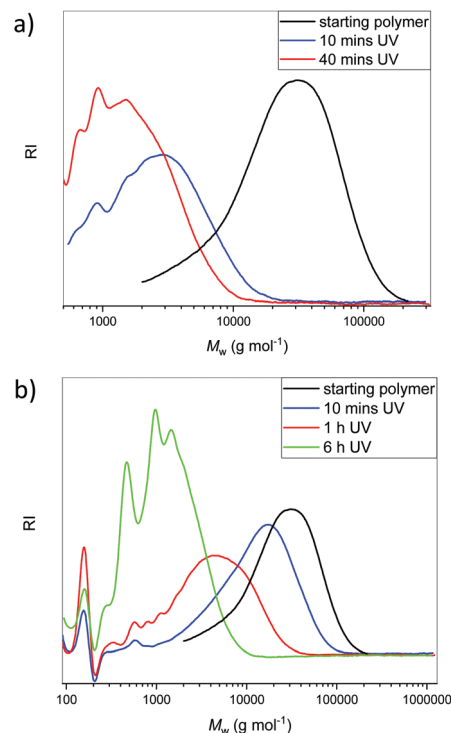 a)
starting polymer
10 mins UV
40 mins UV
RI
1000 10000 100000
Mw (g mol-1)
b)
starting polymer
10 mins UV
1 h UV
6 h UV
RI
100 1000 10000 100000 1000000
Mw (g mol-1)